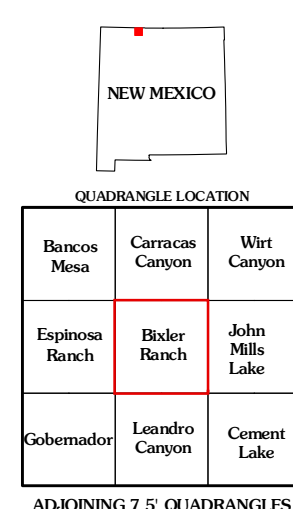 NEW MEXICO
QUADRANGLE LOCATION
Bancos
Mesa
Carracas
Canyon
Wirt
Canyon
Espinosa
Ranch
Bixler
Ranch
John
Mills
Lake
Gobernador
Leandro
Canyon
Cement
Lake
ADJOINING 7.5' QUADRANGLES